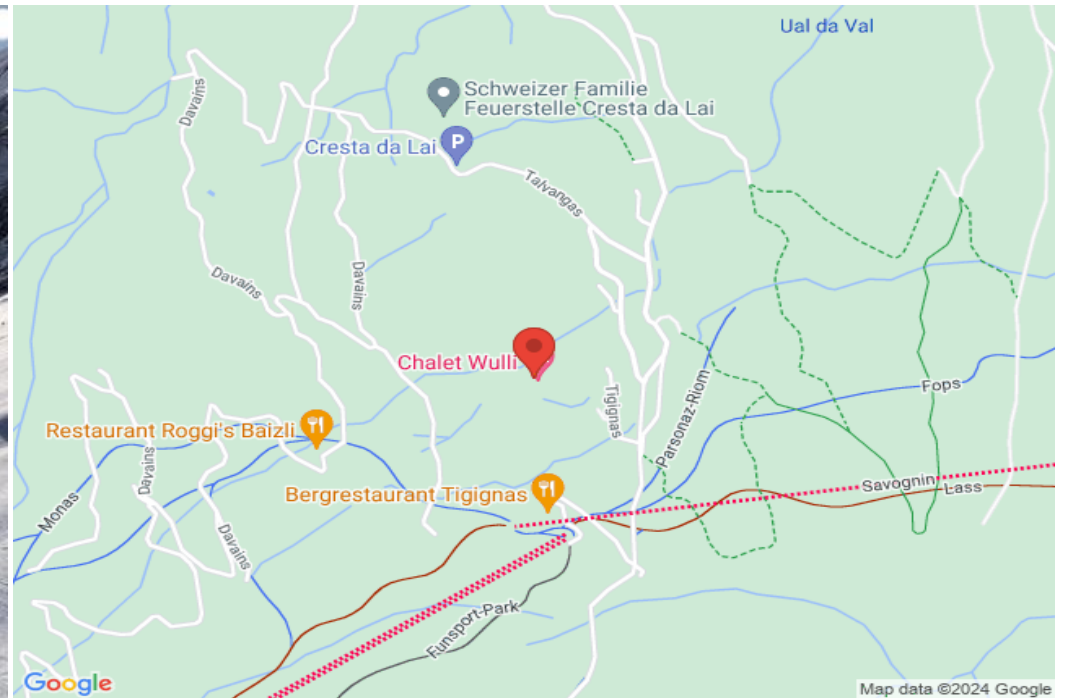 Ual da Val
Schweizer Familie
Feuerstelle Cresta da Lai
Davains
Cresta da Lai
P
Talvangas
Davains
Davains
Chalet Wulli
Fops
Tigignas
Parsonaz-Riom
Restaurant Roggi's Baizli
Davains
Monas
Bergrestaurant Tigignas
Savognin
Lass
Davains
Funsport-Park
Google
Map data ©2024 Google